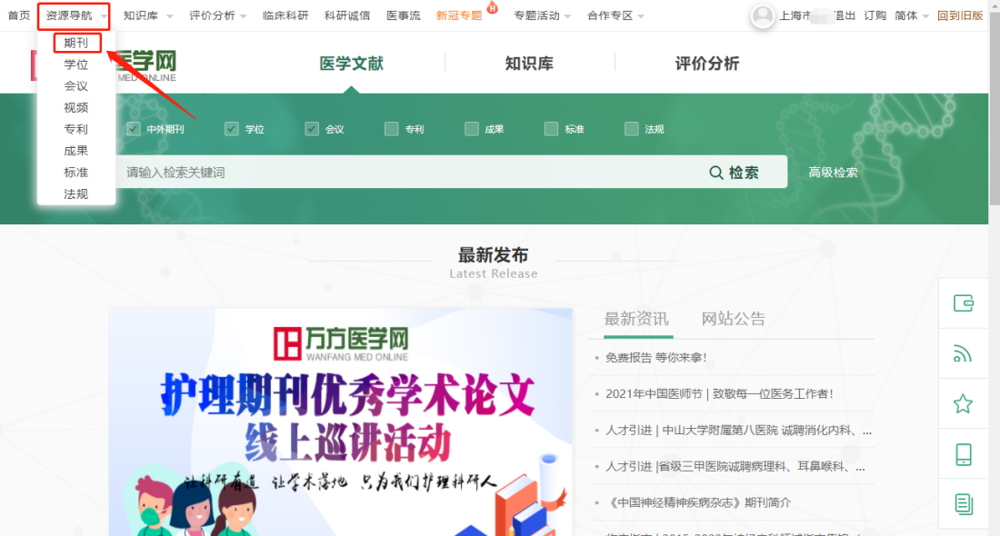 首页 资源导航 知识库 评价分析 临床科研 科研诚信 医事流 新冠专题 H 专题活动 合作专区 上海市 退出 订购 简体 回到旧版
期刊
学位
会议
视频
专利
成果
标准
法规
医学网
MED ONLINE
医学文献 知识库 评价分析
中外期刊 学位 会议 专利 成果 标准 法规
请输入检索关键词 检索 高级检索
最新发布
Latest Release
万方医学网
WANFANG MED ONLINE
护理期刊优秀学术论文
线上巡讲活动
让科研有道 让学术落地 只为我们护理科研人
最新资讯 网站公告
免费报告 等你来拿!
2021年中国医师节 | 致敬每一位医务工作者!
人才引进 | 中山大学附属第八医院 诚聘消化内科、...
人才引进 |省级三甲医院诚聘病理科、耳鼻喉科、...
《中国神经精神疾病杂志》期刊简介